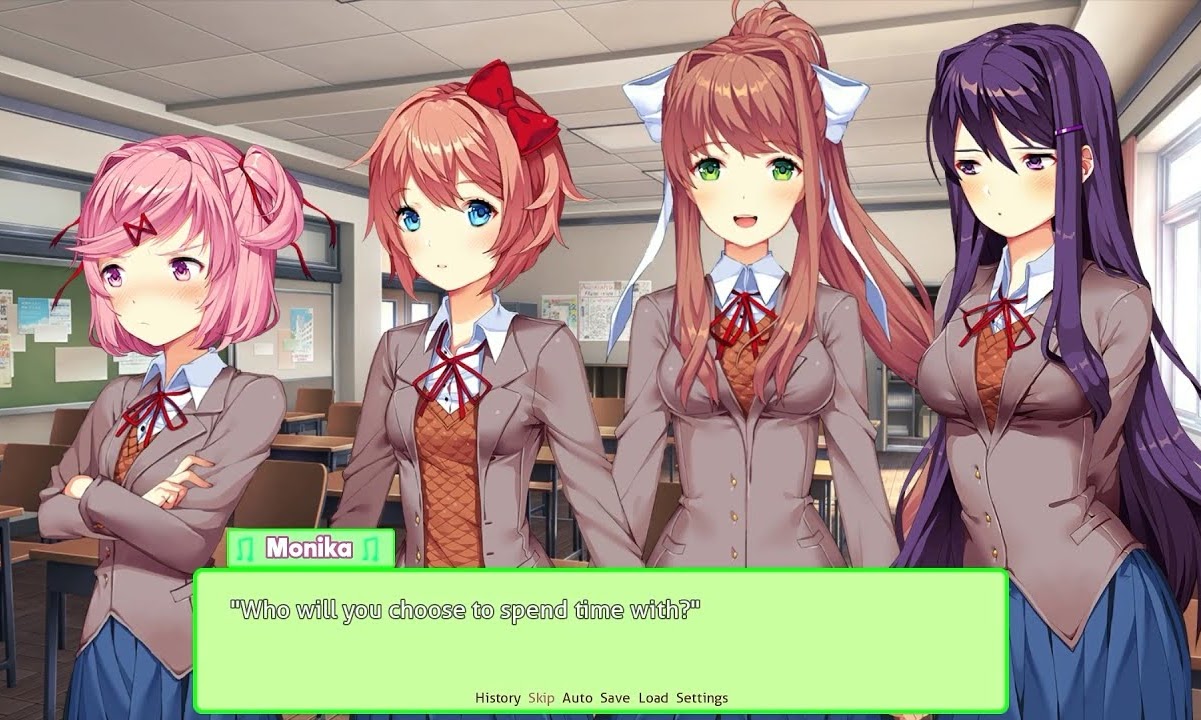 ♫ Monika ♫
"Who will you choose to spend time with?"
History Skip Auto Save Load Settings